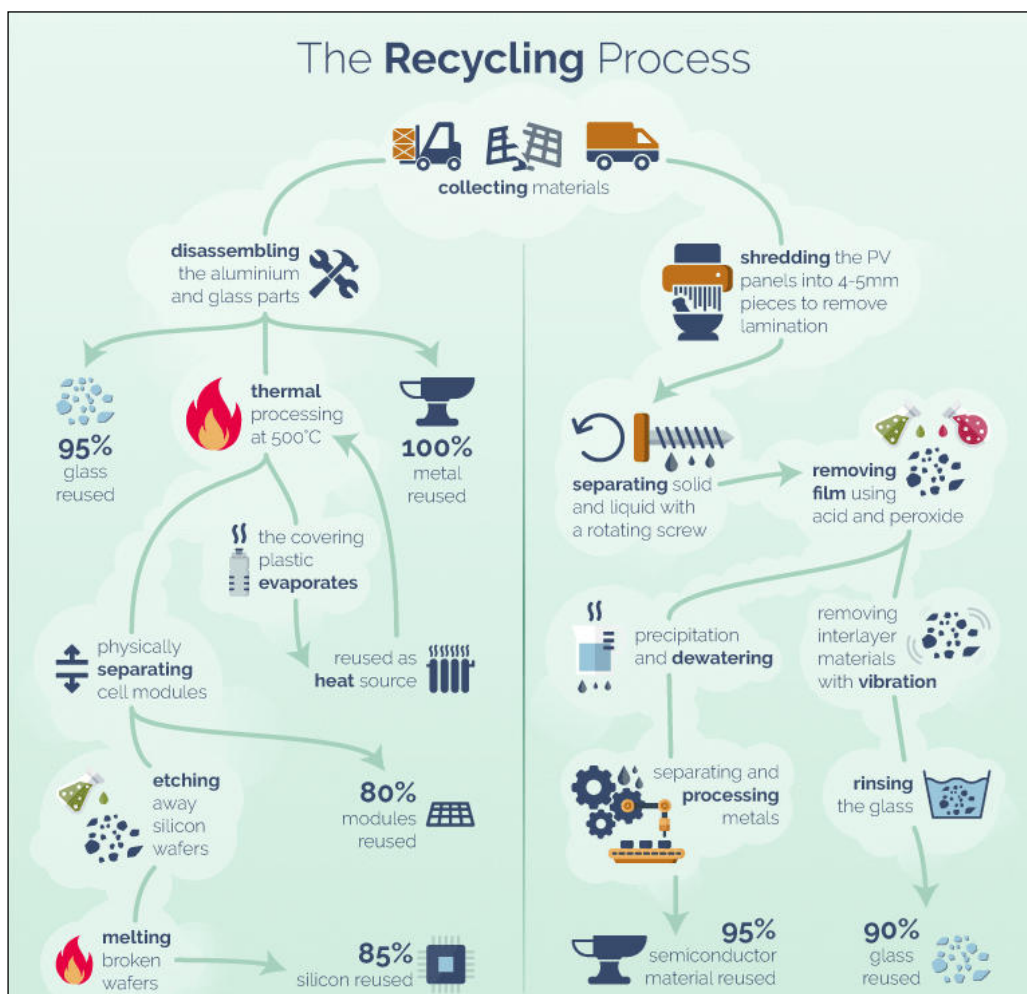 The Recycling Process
collecting materials
disassembling
the aluminium
and glass parts
95%
glass
reused
thermal
processing
at 500°C
100%
metal
reused
the covering
plastic
evaporates
reused as
heat source
physically
separating
cell modules
80%
modules
reused
etching
away
silicon
wafers
melting
broken
wafers
85%
silicon reused
shredding the PV
panels into 4-5mm
pieces to remove
lamination
separating solid
and liquid with
a rotating screw
removing
film using
acid and peroxide
precipitation
and dewatering
removing
interlayer
materials
with vibration
separating and
processing
metals
rinsing
the glass
95%
semiconductor
material reused
90%
glass
reused